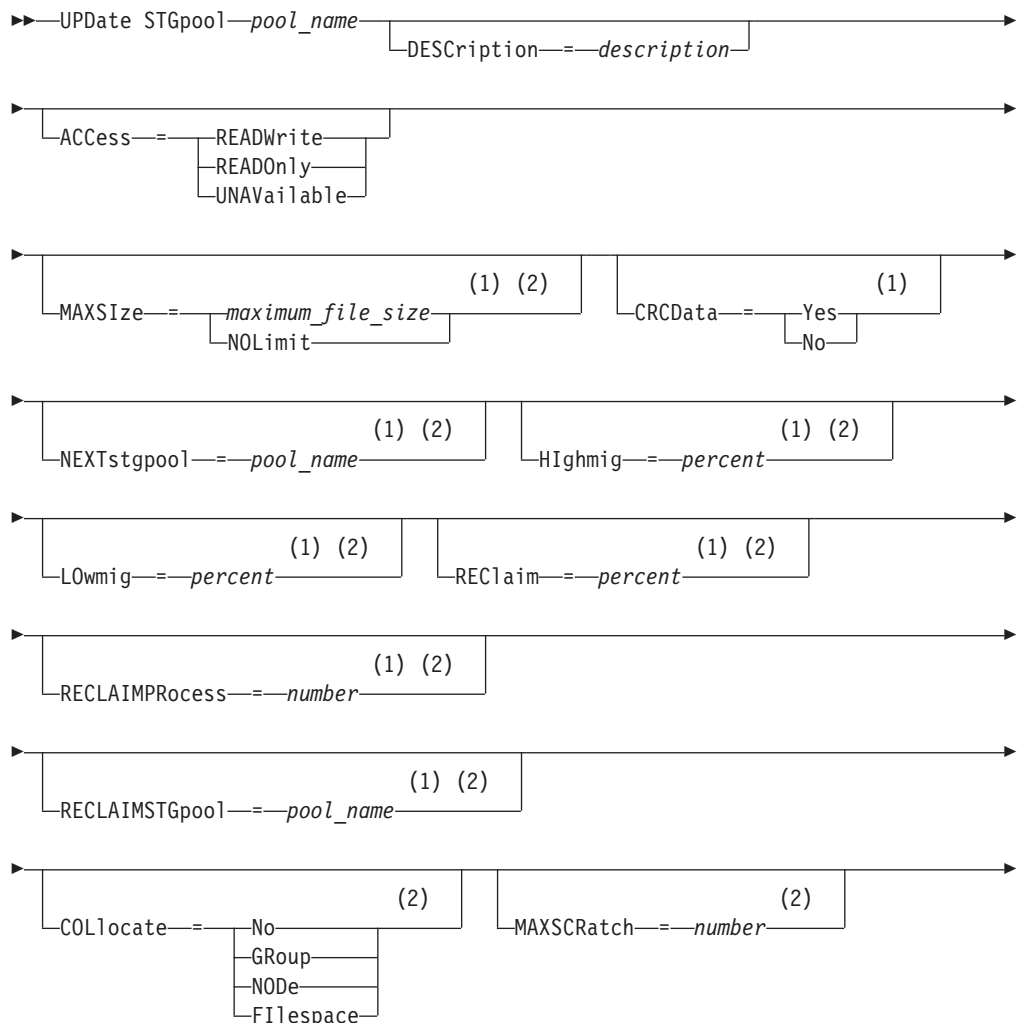 UPDate STGpool pool_name
DESCription = description
ACCess = READWrite
READOnly
UNAVailable
(1) (2) (1)
MAXSIze = maximum_file_size CRCData = Yes
NOLimit No
(1) (2) (1) (2)
NEXTstgpool = pool_name HIghmig = percent
(1) (2) (1) (2)
LOwmig = percent REClaim = percent
(1) (2)
RECLAIMPRocess = number
(1) (2)
RECLAIMSTGpool = pool_name
(2) (2)
COLlocate = No MAXSCRatch = number
GRoup
NODe
FIlespace